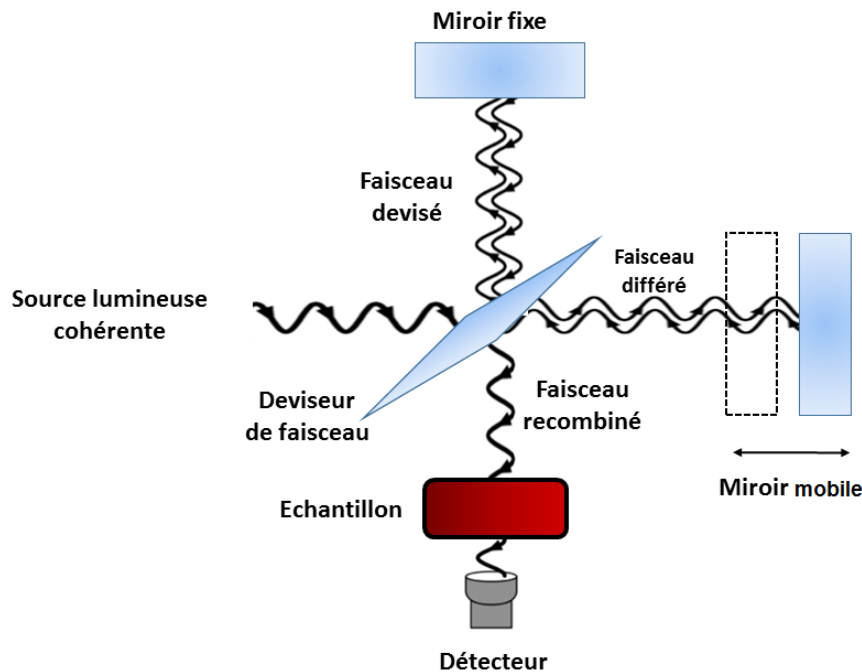 Miroir fixe
Faisceau
devisé
Faisceau
différé
Source lumineuse
cohérente
Deviseur
de faisceau
Faisceau
recombiné
Miroir mobile
Echantillon
Détecteur